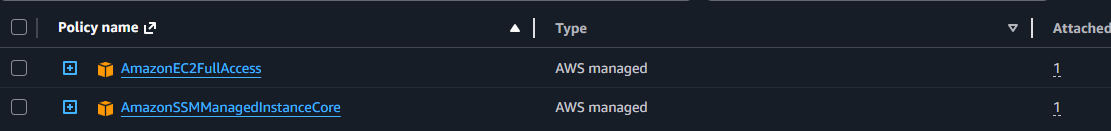 Policy name Type Attached
AmazonEC2FullAccess AWS managed 1
AmazonSSMManagedInstanceCore AWS managed 1